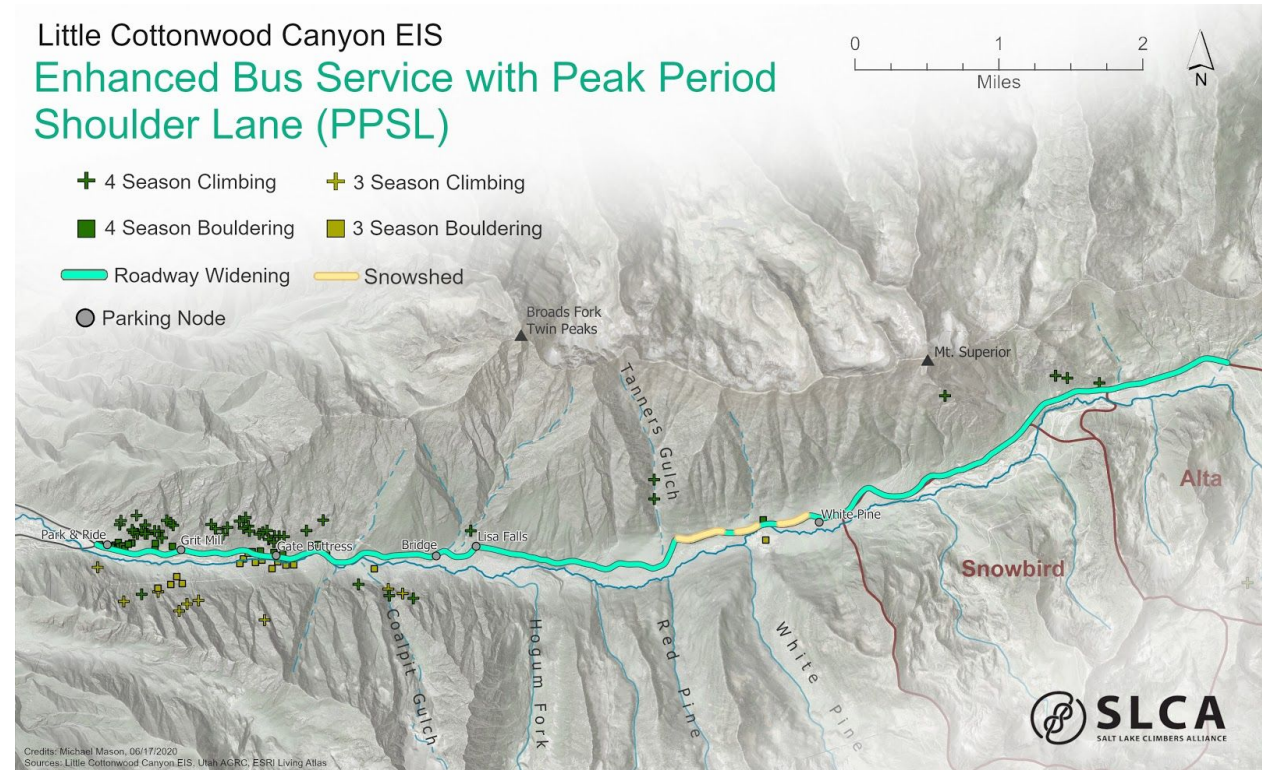 Little Cottonwood Canyon EIS
Enhanced Bus Service with Peak Period
Shoulder Lane (PPSL)
0 1 2
Miles
N
4 Season Climbing
3 Season Climbing
4 Season Bouldering
3 Season Bouldering
Roadway Widening
Snowshed
Parking Node
Broads Fork
Twin Peaks
Mt. Superior
Tanners Gulch
Alta
White Pine
Park & Ride
Grit Mill
Gate Buttress
Bridge
Lisa Falls
Snowbird
Coalpit Gulch
Hogum Fork
Red Pine
White Pine
SLCA
SALT LAKE CLIMBERS ALLIANCE
Credits: Michael Mason, 06/17/2020
Sources: Little Cottonwood Canyon EIS, Utah AGRC, ESRI Living Atlas